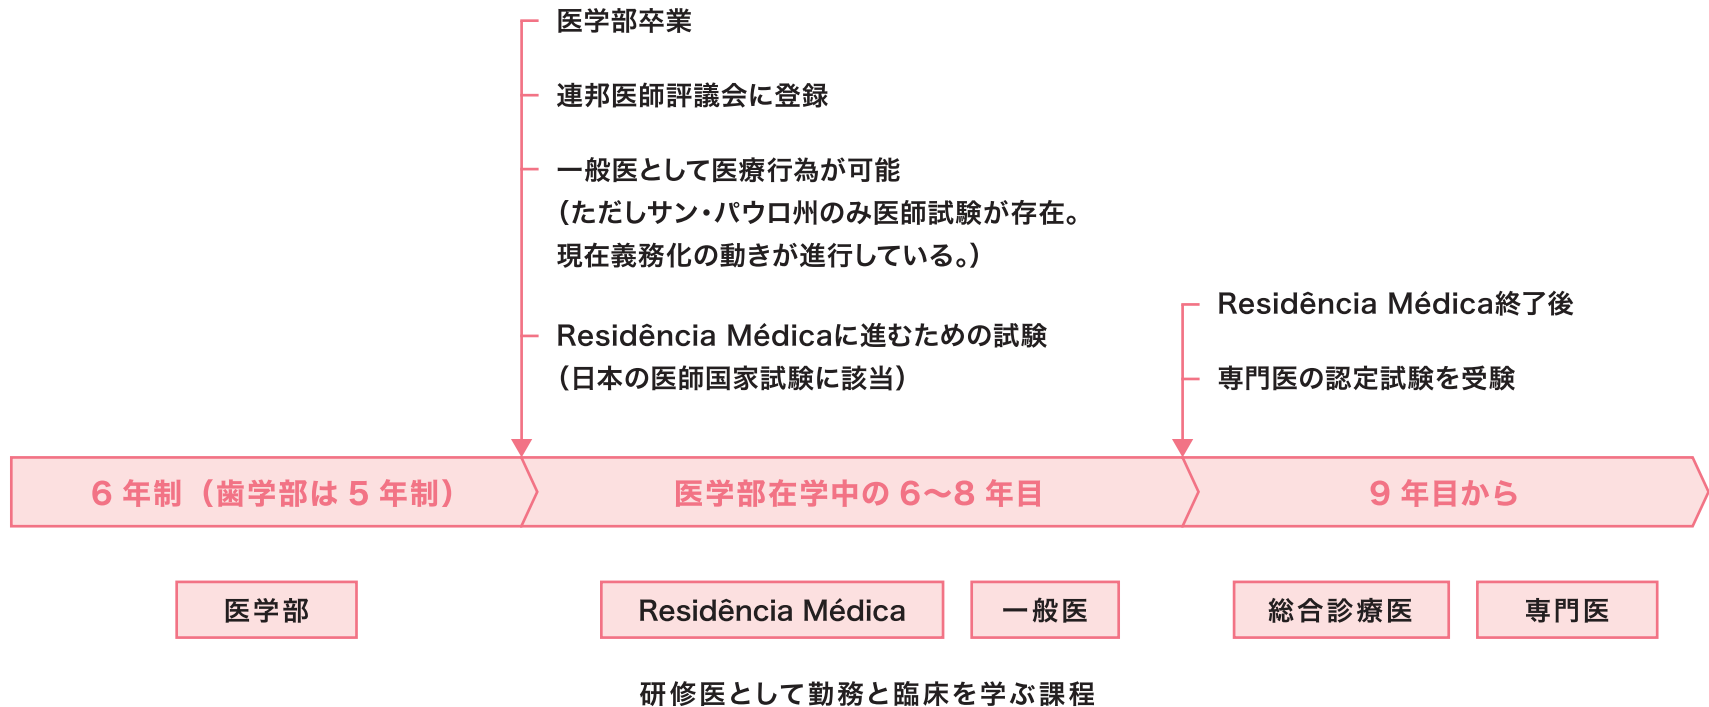 医学部卒業
連邦医師評議会に登録
一般医として医療行為が可能
（ただしサン・パウロ州のみ医師試験が存在。
現在義務化の動きが進行している。）
Residência Médicaに進むための試験
（日本の医師国家試験に該当）
Residência Médica終了後
専門医の認定試験を受験
6 年制（歯学部は 5 年制）
医学部在学中の 6〜8 年目
9 年目から
医学部
Residência Médica
一般医
総合診療医
専門医
研修医として勤務と臨床を学ぶ課程